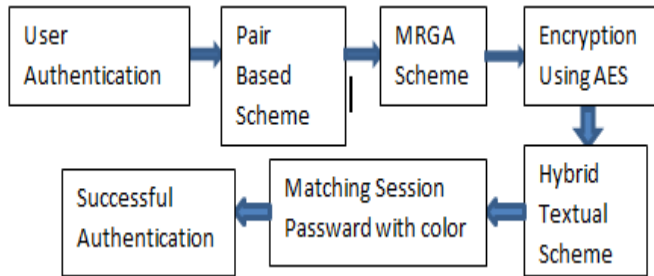 User
Authentication
Pair
Based
Scheme
MRGA
Scheme
Encryption
Using AES
Hybrid
Textual
Scheme
Matching Session
Passward with color
Successful
Authentication